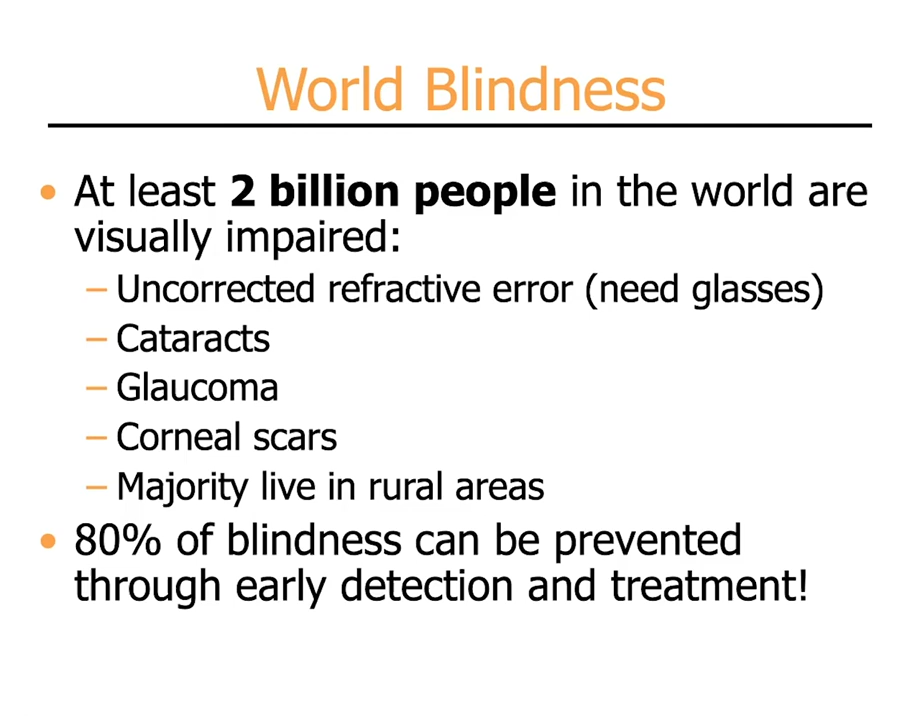 World Blindness
• At least 2 billion people in the world are
visually impaired:
– Uncorrected refractive error (need glasses)
– Cataracts
– Glaucoma
– Corneal scars
– Majority live in rural areas
• 80% of blindness can be prevented
through early detection and treatment!